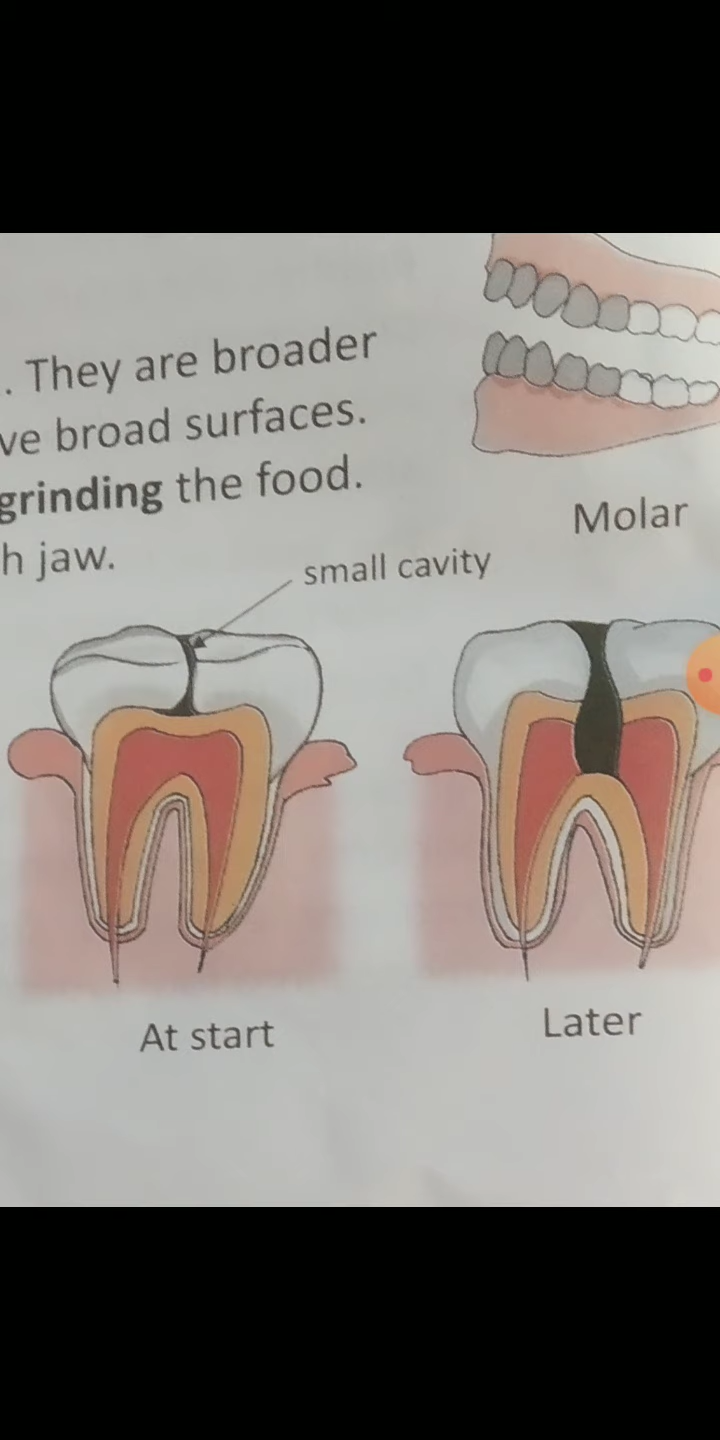 . They are broader
ve broad surfaces.
grinding the food.
h jaw.
Molar
small cavity
At start
Later